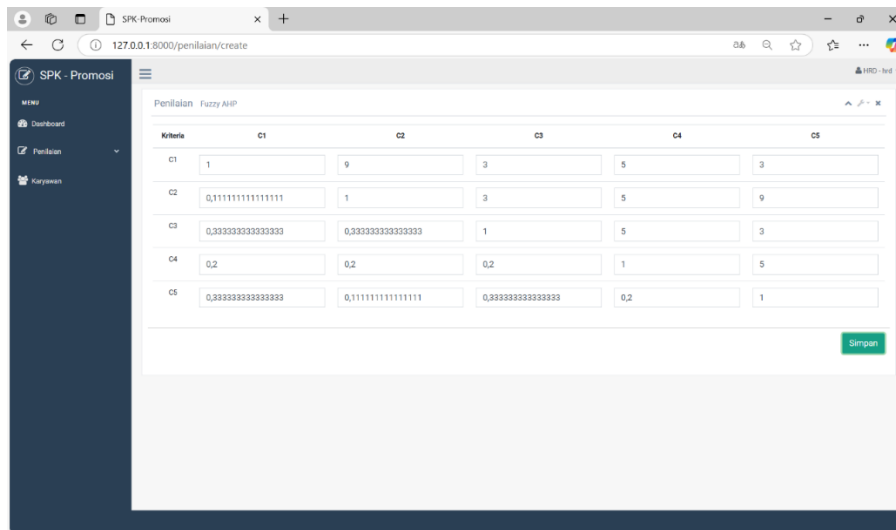 SPK-Promosi
127.0.0.1:8000/penilaian/create
SPK - Promosi
HRD - hrd
MENU
Dashboard
Penilaian
Karyawan
Penilaian Fuzzy AHP
Kriteria C1 C2 C3 C4 C5
C1 1 9 3 5 3
C2 0,111111111111111 1 3 5 9
C3 0,333333333333333 0,333333333333333 1 5 3
C4 0,2 0,2 0,2 1 5
C5 0,333333333333333 0,111111111111111 0,333333333333333 0,2 1
Simpan